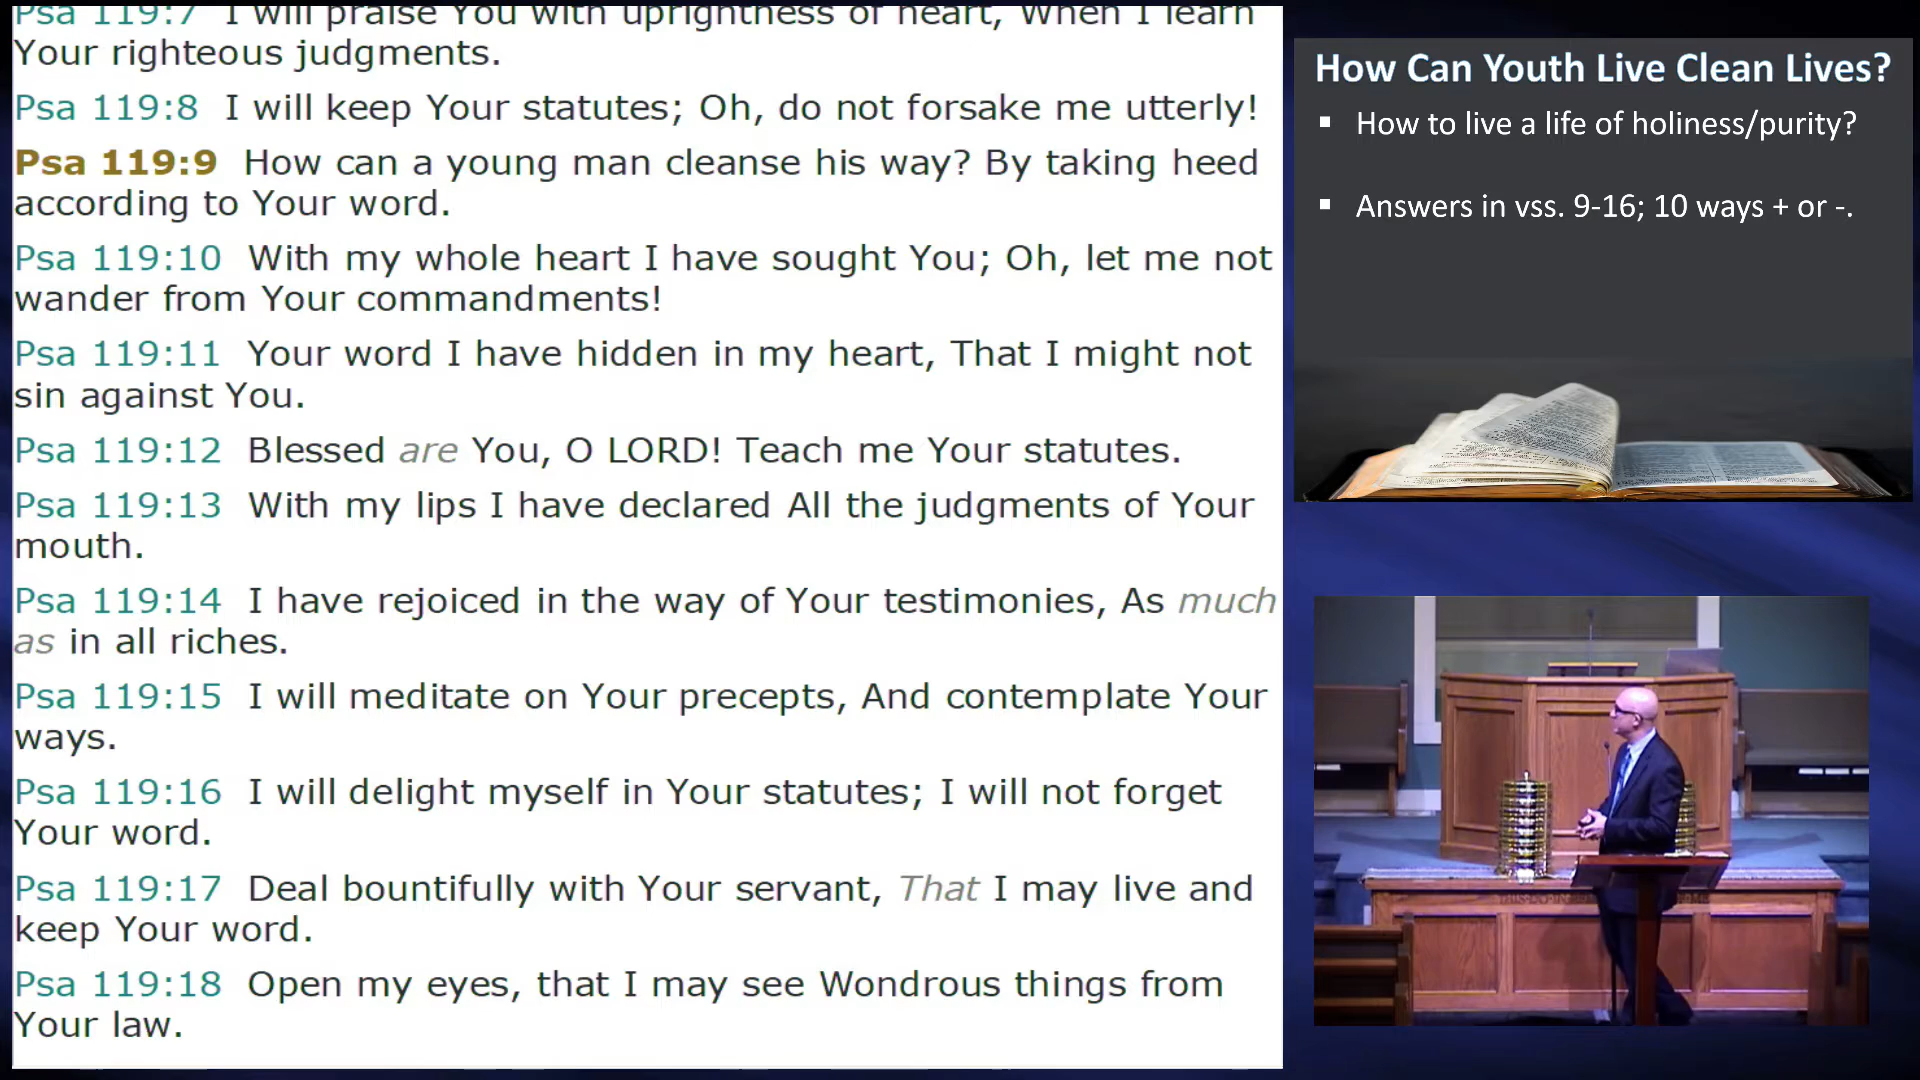 Psa 119:7 I will praise You with uprightness of heart, When I learn
Your righteous judgments.
Psa 119:8 I will keep Your statutes; Oh, do not forsake me utterly!
Psa 119:9 How can a young man cleanse his way? By taking heed
according to Your word.
Psa 119:10 With my whole heart I have sought You; Oh, let me not
wander from Your commandments!
Psa 119:11 Your word I have hidden in my heart, That I might not
sin against You.
Psa 119:12 Blessed are You, O LORD! Teach me Your statutes.
Psa 119:13 With my lips I have declared All the judgments of Your
mouth.
Psa 119:14 I have rejoiced in the way of Your testimonies, As much
as in all riches.
Psa 119:15 I will meditate on Your precepts, And contemplate Your
ways.
Psa 119:16 I will delight myself in Your statutes; I will not forget
Your word.
Psa 119:17 Deal bountifully with Your servant, That I may live and
keep Your word.
Psa 119:18 Open my eyes, that I may see Wondrous things from
Your law.
How Can Youth Live Clean Lives?
▪ How to live a life of holiness/purity?
▪ Answers in vss. 9-16; 10 ways + or -.